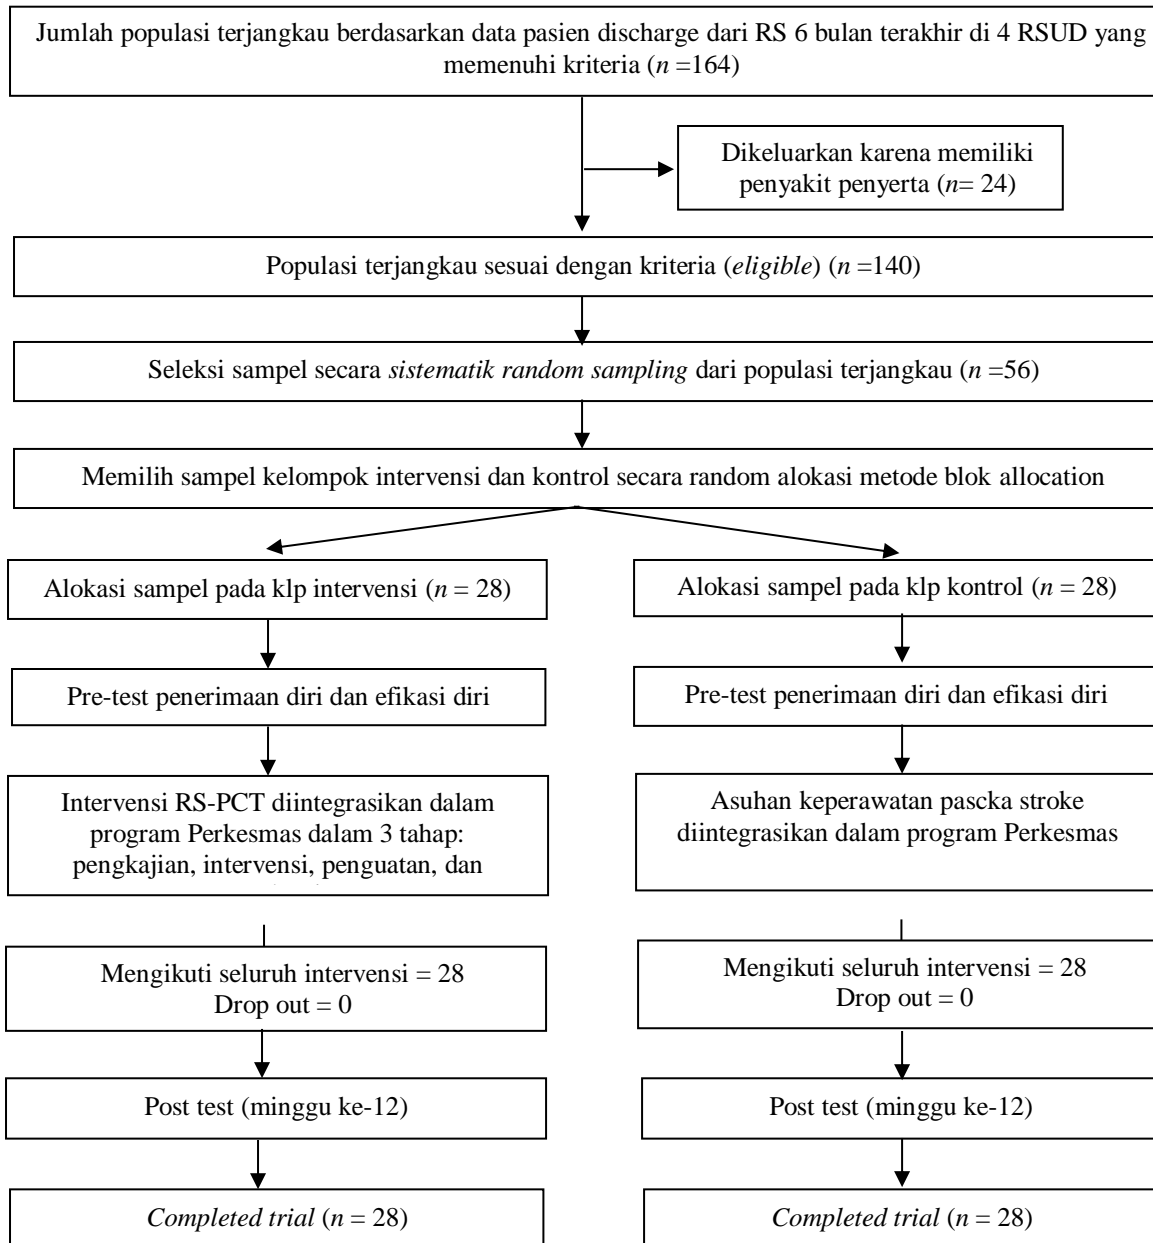 Jumlah populasi terjangkau berdasarkan data pasien discharge dari RS 6 bulan terakhir di 4 RSUD yang
memenuhi kriteria (n =164)
Dikeluarkan karena memiliki
penyakit penyerta (n= 24)
Populasi terjangkau sesuai dengan kriteria (eligible) (n =140)
Seleksi sampel secara sistematik random sampling dari populasi terjangkau (n =56)
Memilih sampel kelompok intervensi dan kontrol secara random alokasi metode blok allocation
Alokasi sampel pada klp intervensi (n = 28)
Alokasi sampel pada klp kontrol (n = 28)
Pre-test penerimaan diri dan efikasi diri
Pre-test penerimaan diri dan efikasi diri
Intervensi RS-PCT diintegrasikan dalam
program Perkesmas dalam 3 tahap:
pengkajian, intervensi, penguatan, dan
Asuhan keperawatan pascka stroke
diintegrasikan dalam program Perkesmas
Mengikuti seluruh intervensi = 28
Drop out = 0
Mengikuti seluruh intervensi = 28
Drop out = 0
Post test (minggu ke-12)
Post test (minggu ke-12)
Completed trial (n = 28)
Completed trial (n = 28)